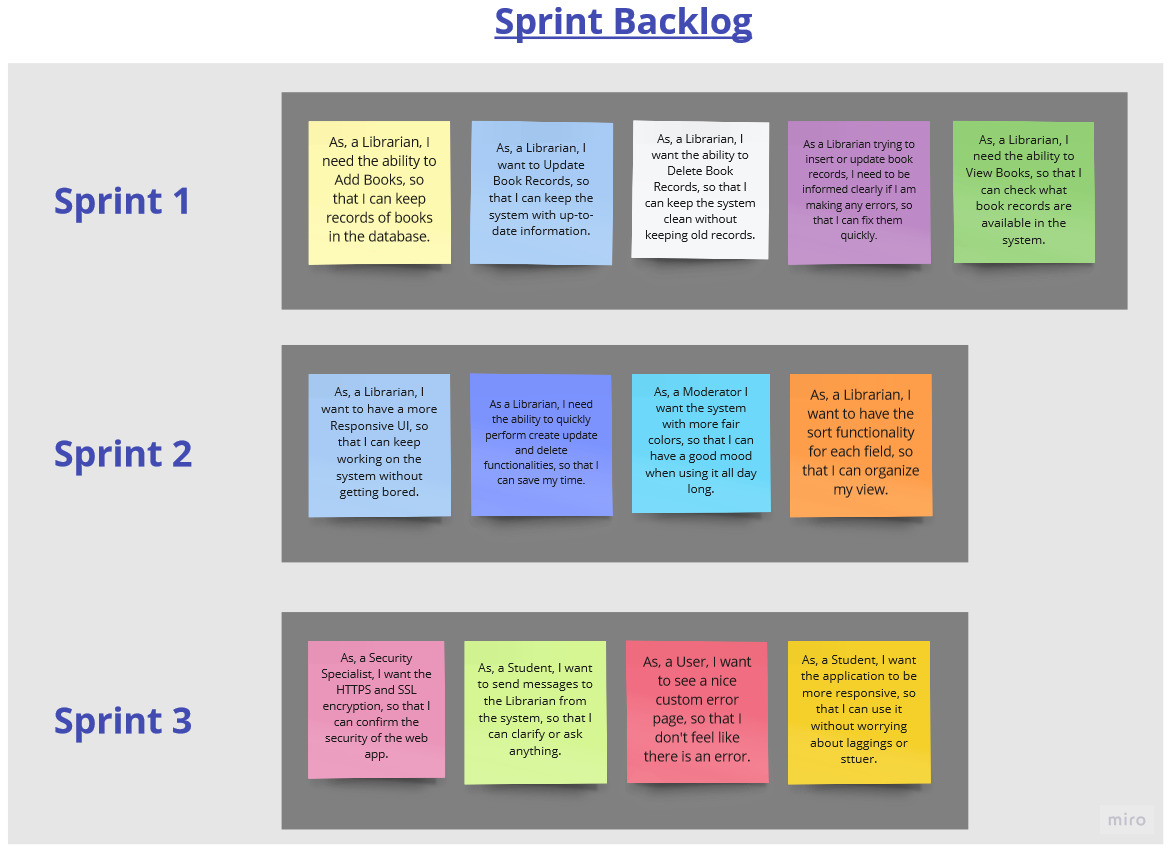 Sprint Backlog
Sprint 1
As, a Librarian, I
need the ability to
Add Books, so
that I can keep
records of books
in the database.
As, a Librarian, I
want to Update
Book Records, so
that I can keep the
system with up-to-
date information.
As, a Librarian, I
want the ability to
Delete Book
Records, so that I
can keep the system
clean without
keeping old records.
As a Librarian trying to
insert or update book
records, I need to be
informed clearly if I am
making any errors, so
that I can fix them
quickly.
As, a Librarian, I
need the ability to
View Books, so that I
can check what
book records are
available in the
system.
Sprint 2
As, a Librarian, I
want to have a more
Responsive UI, so
that I can keep
working on the
system without
getting bored.
As a Librarian, I need
the ability to quickly
perform create update
and delete
functionalities, so that I
can save my time.
As, a Moderator I
want the system
with more fair
colors, so that I can
have a good mood
when using it all day
long.
As, a Librarian, I
want to have the
sort functionality
for each field, so
that I can organize
my view.
Sprint 3
As, a Security
Specialist, I want the
HTTPS and SSL
encryption, so that I
can confirm the
security of the web
app.
As, a Student, I want
to send messages to
the Librarian from
the system, so that I
can clarify or ask
anything.
As, a User, I want
to see a nice
custom error
page, so that I
don't feel like
there is an error.
As, a Student, I want
the application to be
more responsive, so
that I can use it
without worrying
about laggings or
sttuer.
miro